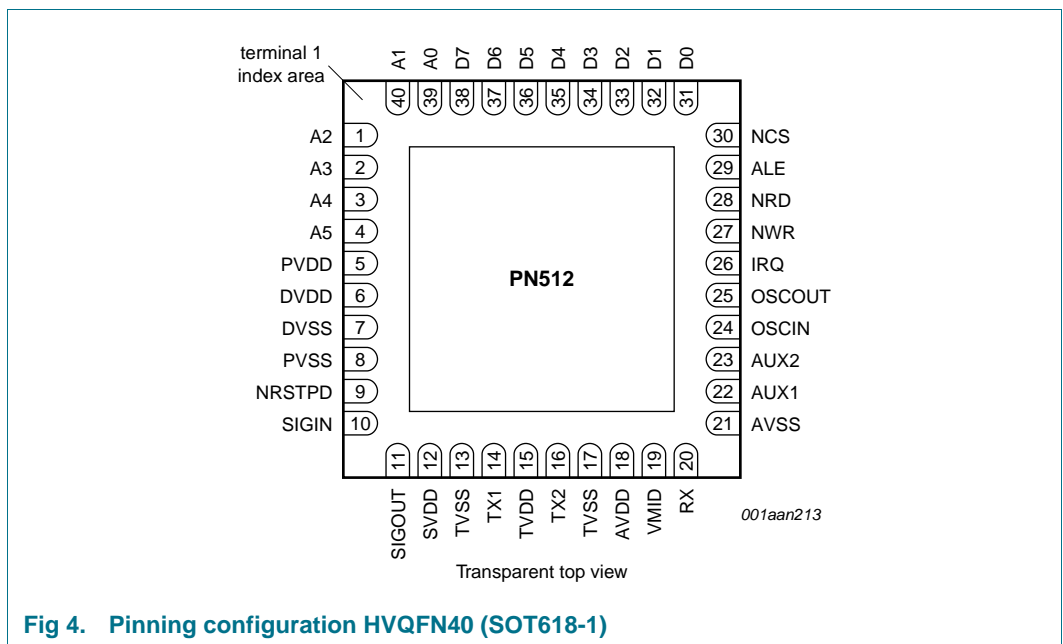 terminal 1
index area
A1 A0 D7 D6 D5 D4 D3 D2 D1 D0
40 39 38 37 36 35 34 33 32 31
A2 1 30 NCS
A3 2 29 ALE
A4 3 28 NRD
A5 4 27 NWR
PVDD 5 26 IRQ
PN512
DVDD 6 25 OSCOUT
DVSS 7 24 OSCIN
PVSS 8 23 AUX2
NRSTPD 9 22 AUX1
SIGIN 10 21 AVSS
11 12 13 14 15 16 17 18 19 20
SIGOUT SVDD TVSS TX1 TVDD TX2 TVSS AVDD VMID RX
001aan213
Transparent top view
Fig 4. Pinning configuration HVQFN40 (SOT618-1)